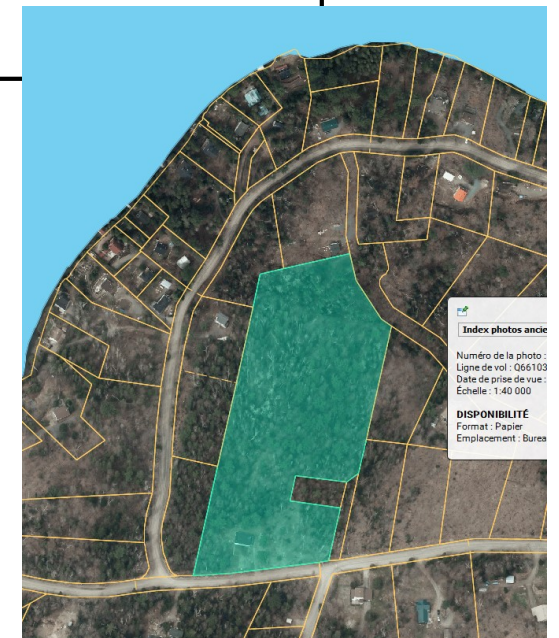 Index photos ancie
Numéro de la photo :
Ligne de vol : Q66103
Date de prise de vue :
Échelle : 1:40 000
DISPONIBILITÉ
Format : Papier
Emplacement : Burea